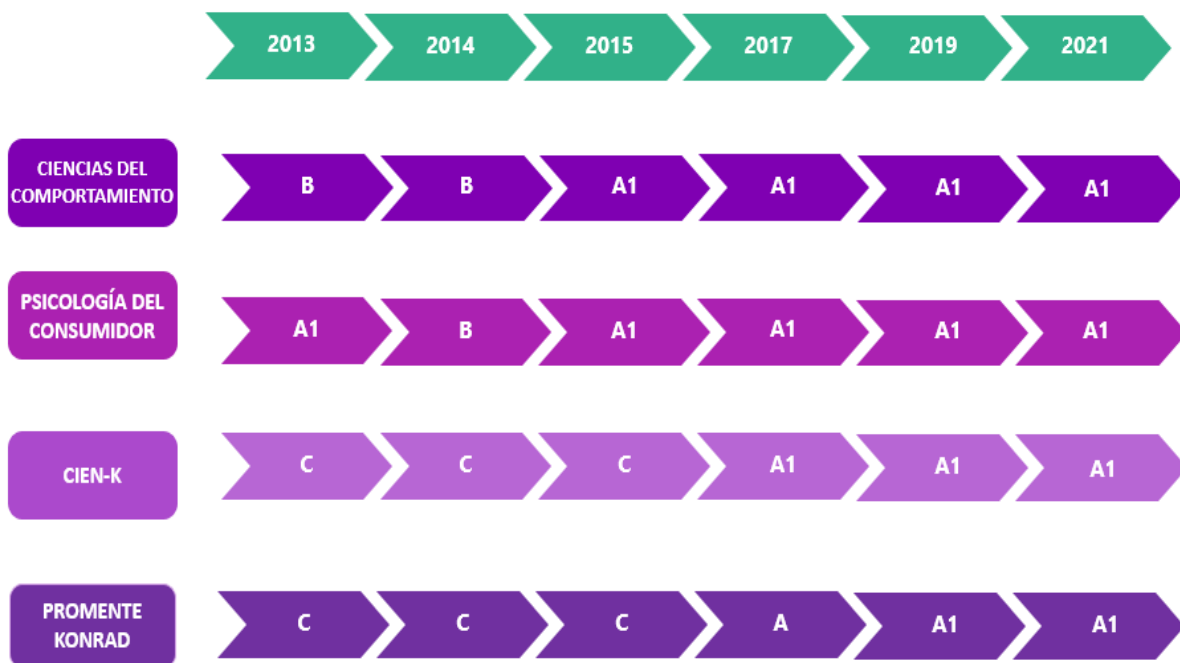 2013 2014 2015 2017 2019 2021
CIENCIAS DEL
COMPORTAMIENTO
B B A1 A1 A1 A1
PSICOLOGÍA DEL
CONSUMIDOR
A1 B A1 A1 A1 A1
CIEN-K
C C C A1 A1 A1
PROMENTE
KONRAD
C C C A A1 A1